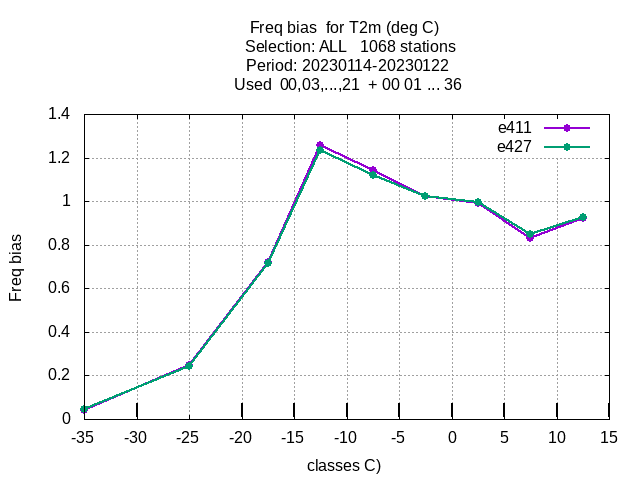 Freq bias  for T2m (deg C)
Selection: ALL   1068 stations
Period: 20230114-20230122
Used  00,03,...,21  + 00 01 ... 36
1.4
1.2
1
0.8
0.6
0.4
0.2
0
Freq bias
e411
e427
-35 -30 -25 -20 -15 -10 -5 0 5 10 15
classes C)